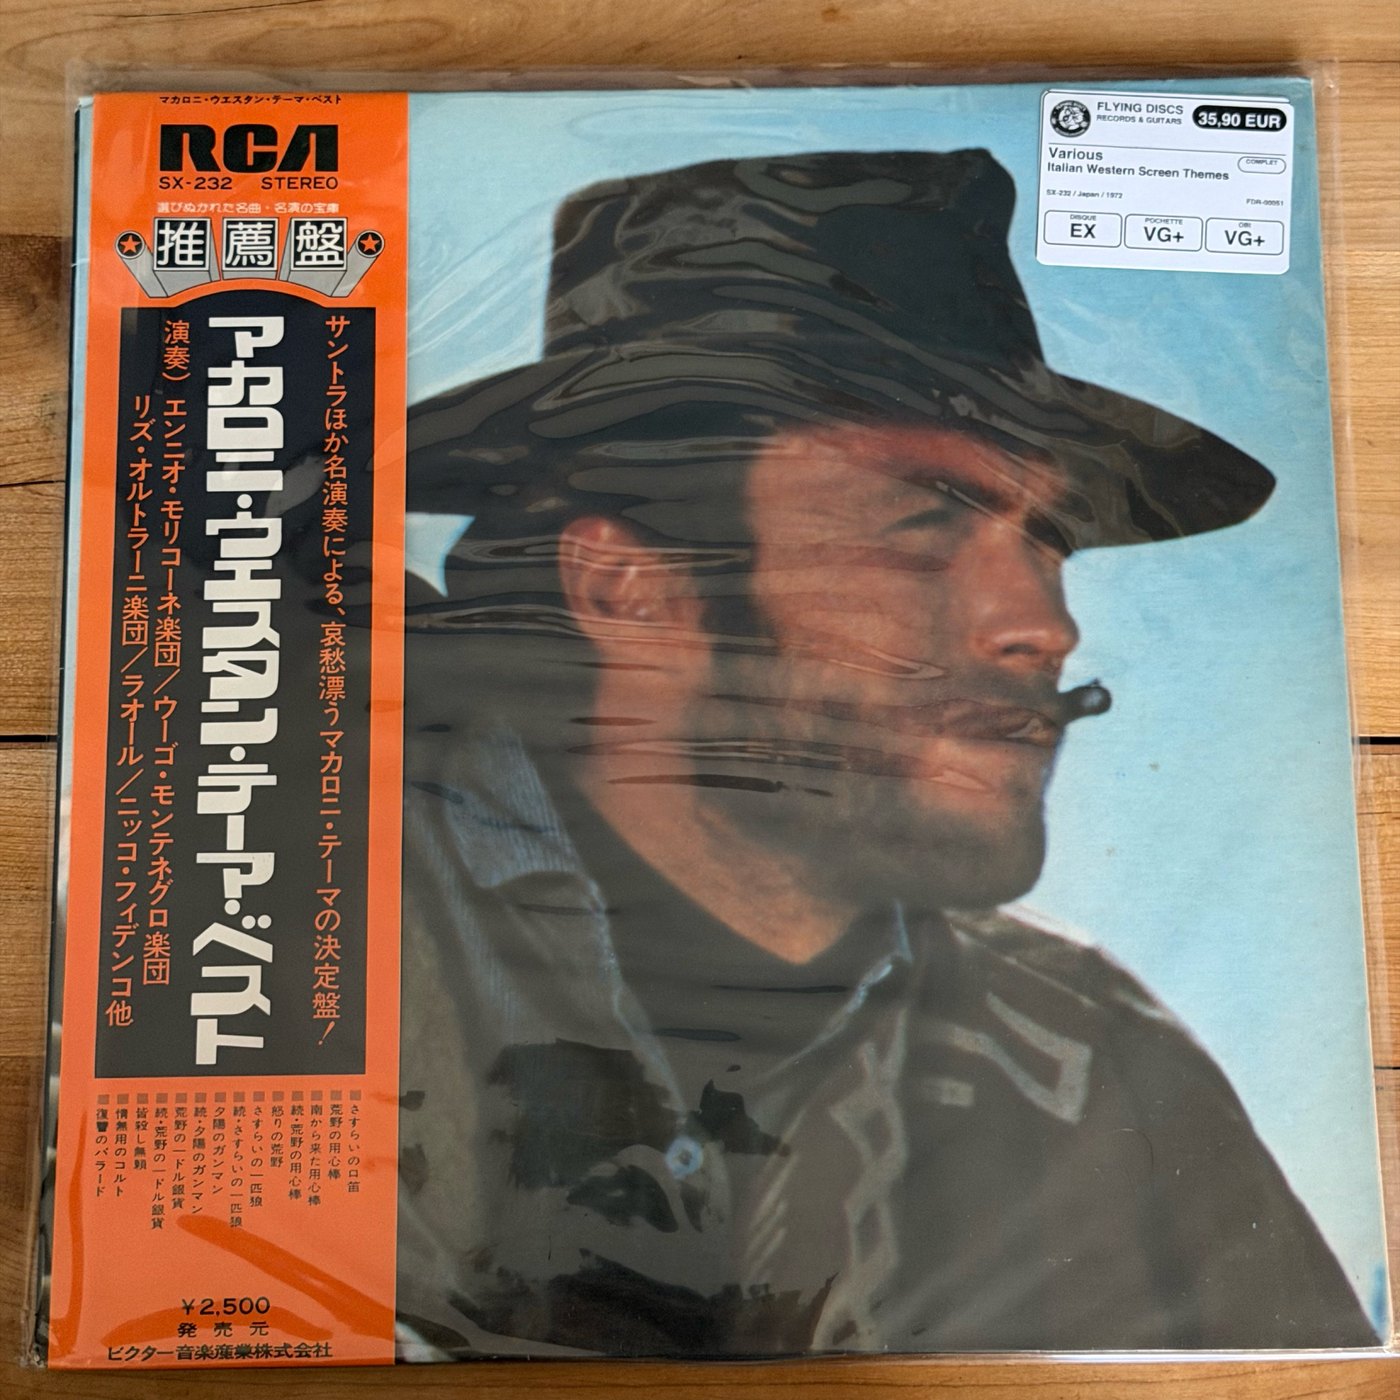 マカロニ・ウエスタン・テーマ・ベスト
RCA
SX-232 STEREO
選びぬかれた名曲・名演の宝庫
推薦盤
サントラほか名演奏による、哀愁漂うマカロニ・テーマの決定盤!
マカロニ・ウエスタン・テーマ・ベスト
演奏) エンニオ・モリコーネ楽団/ウーゴ・モンテネグロ楽団
リズ・オルトラーニ楽団/ラオール/ニッコ・フィデンコ他
さすらいの口笛
荒野の用心棒
南から来た用心棒
続・荒野の用心棒
怒りの荒野
さすらいの一匹狼
続・さすらいの一匹狼
夕陽のガンマン
続・夕陽のガンマン
荒野の一ドル銀貨
続・荒野の一ドル銀貨
皆殺し無頼
情無用のコルト
復讐のバラード
¥2,500
発売元
ビクター音楽産業株式会社
FLYING DISCS
RECORDS & GUITARS
35,90 EUR
Various
Italian Western Screen Themes
COMPLET
SX-232 / Japan / 1972
FDR-00051
DISQUE
EX
POCHETTE
VG+
OBI
VG+